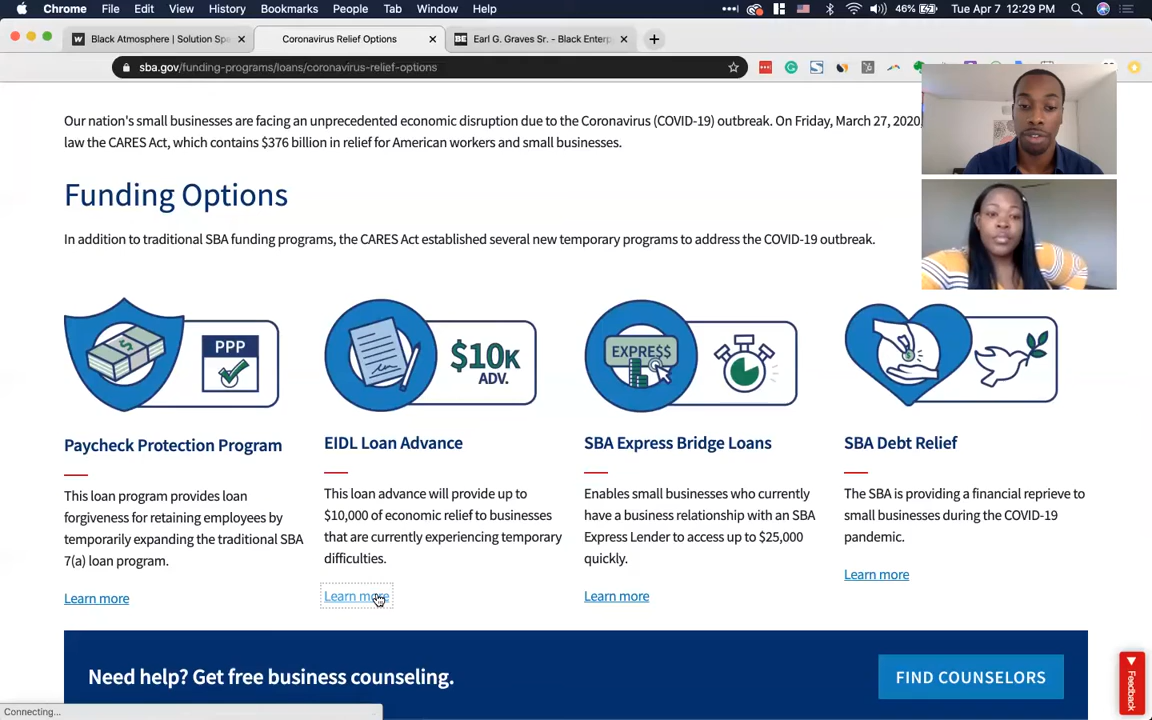 Chrome File Edit View History Bookmarks People Tab Window Help 46% Tue Apr 7 12:29 PM
Black Atmosphere | Solution Spe
Coronavirus Relief Options
BE Earl G. Graves Sr. - Black Enterp
sba.gov/funding-programs/loans/coronavirus-relief-options
Our nation's small businesses are facing an unprecedented economic disruption due to the Coronavirus (COVID-19) outbreak. On Friday, March 27, 2020,
law the CARES Act, which contains $376 billion in relief for American workers and small businesses.
Funding Options
In addition to traditional SBA funding programs, the CARES Act established several new temporary programs to address the COVID-19 outbreak.
PPP
$10K
ADV.
EXPRE$$
Paycheck Protection Program
This loan program provides loan
forgiveness for retaining employees by
temporarily expanding the traditional SBA
7(a) loan program.
Learn more
EIDL Loan Advance
This loan advance will provide up to
$10,000 of economic relief to businesses
that are currently experiencing temporary
difficulties.
Learn more
SBA Express Bridge Loans
Enables small businesses who currently
have a business relationship with an SBA
Express Lender to access up to $25,000
quickly.
Learn more
SBA Debt Relief
The SBA is providing a financial reprieve to
small businesses during the COVID-19
pandemic.
Learn more
Need help? Get free business counseling.
FIND COUNSELORS
Feedback
Connecting...